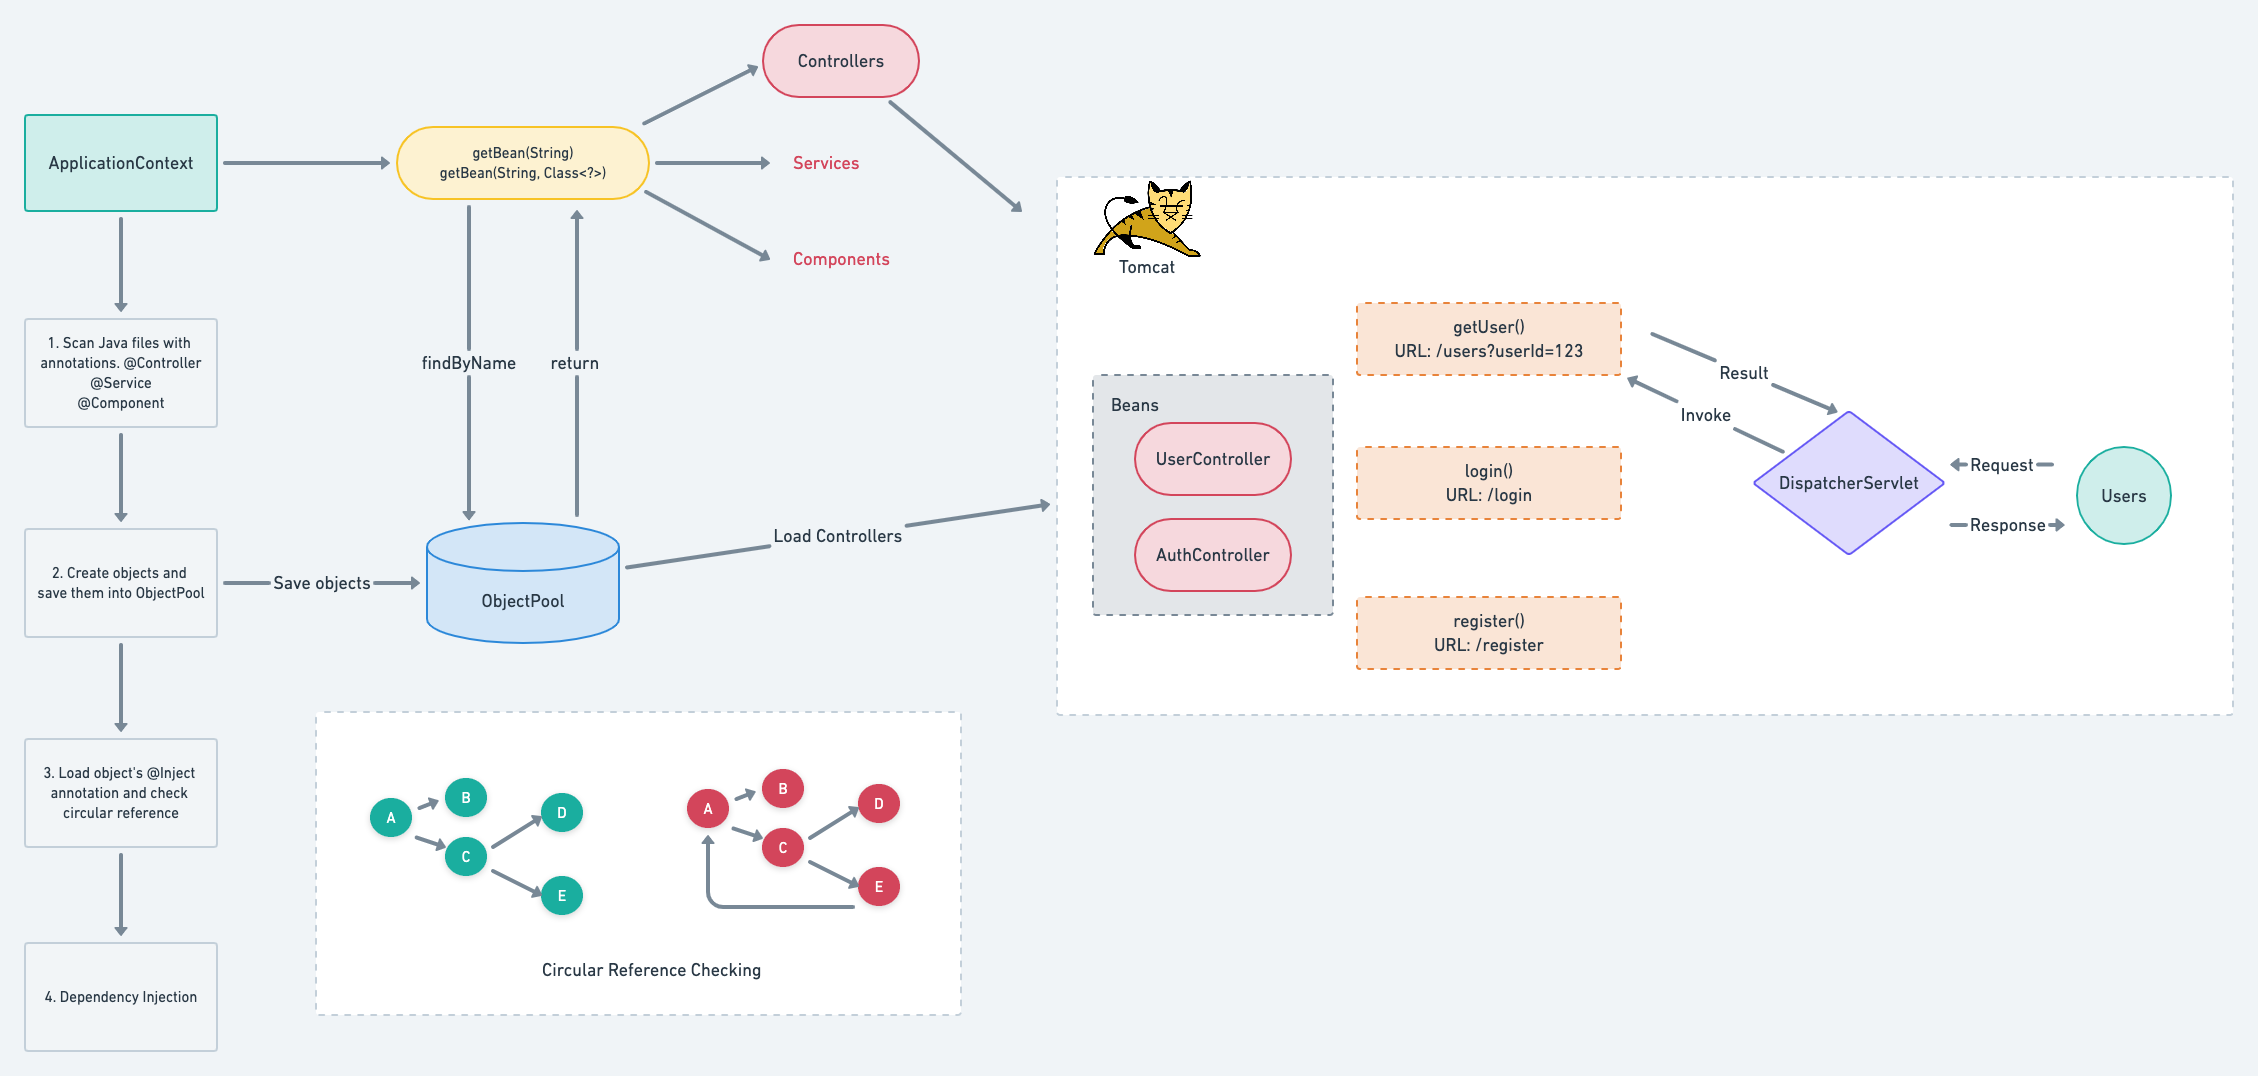 Controllers
ApplicationContext
getBean(String)
getBean(String, Class<?>)
Services
Components
1. Scan Java files with
annotations. @Controller
@Service
@Component
findByName
return
2. Create objects and
save them into ObjectPool
Save objects
ObjectPool
Load Controllers
3. Load object's @Inject
annotation and check
circular reference
4. Dependency Injection
A
B
C
D
E
A
B
C
D
E
Circular Reference Checking
Tomcat
Beans
UserController
AuthController
getUser()
URL: /users?userId=123
login()
URL: /login
register()
URL: /register
Result
Invoke
DispatcherServlet
Request
Response
Users